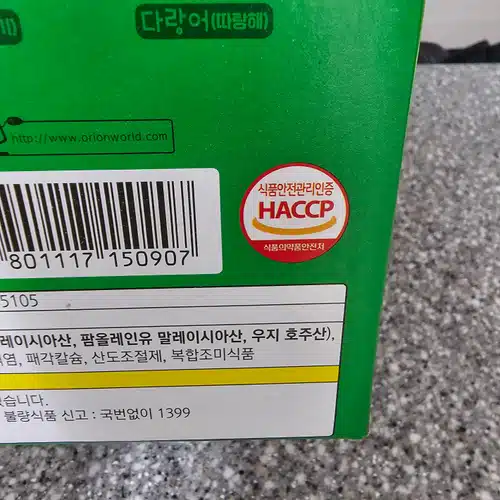 다랑어(따랑해)
http://www.orionworld.com
식품안전관리인증
HACCP
식품의약품안전처
801117 150907
5105
레이시아산, 팜올레인유 말레이시아산, 우지 호주산),
염, 패각칼슘, 산도조절제, 복합조미식품
습니다.
불량식품 신고 : 국번없이 1399